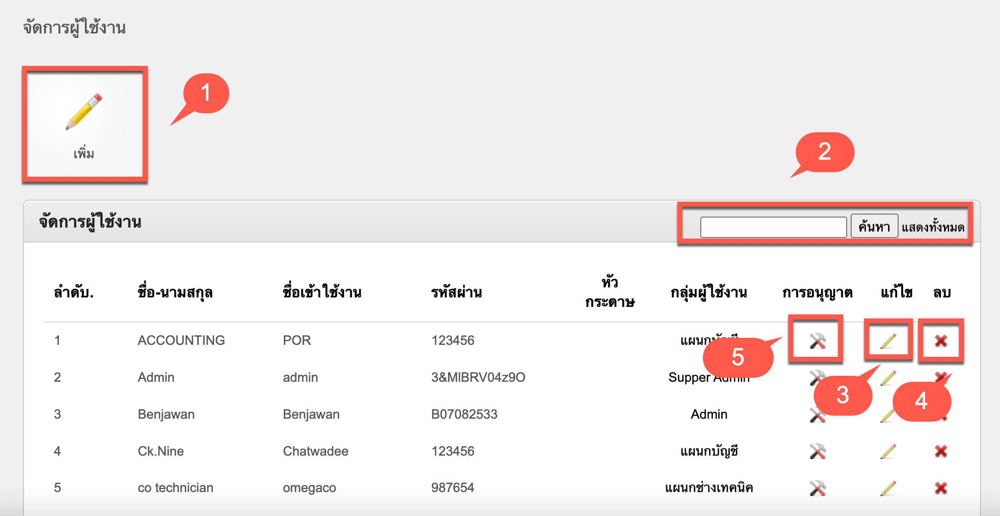 จัดการผู้ใช้งาน
1
เพิ่ม
2
จัดการผู้ใช้งาน
ค้นหา แสดงทั้งหมด
ลำดับ. ชื่อ-นามสกุล ชื่อเข้าใช้งาน รหัสผ่าน หัวกระดาษ กลุ่มผู้ใช้งาน การอนุญาต แก้ไข ลบ
1 ACCOUNTING POR 123456 แผนกบัญชี
5
2 Admin admin 3&MlBRV04z9O Supper Admin
3
4
3 Benjawan Benjawan B07082533 Admin
4 Ck.Nine Chatwadee 123456 แผนกบัญชี
5 co technician omegaco 987654 แผนกช่างเทคนิค